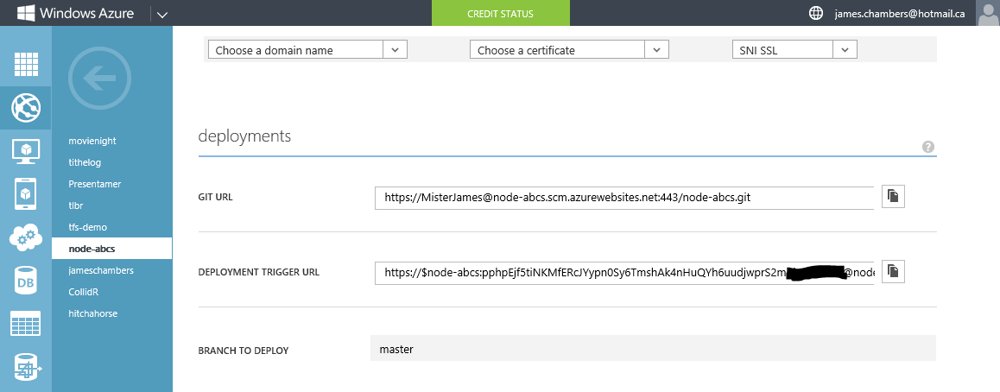 Windows Azure
CREDIT STATUS
james.chambers@hotmail.ca
Choose a domain name
Choose a certificate
SNI SSL
movienight
tithelog
Presentamer
tlbr
tfs-demo
node-abcs
jameschambers
CollidR
hitchahorse
DB
deployments
?
GIT URL
https://MisterJames@node-abcs.scm.azurewebsites.net:443/node-abcs.git
DEPLOYMENT TRIGGER URL
https://$node-abcs:pphpEjf5tiNKMfERcJYypn0Sy6TmshAk4nHuQYh6uudjwprS2m @node
BRANCH TO DEPLOY
master